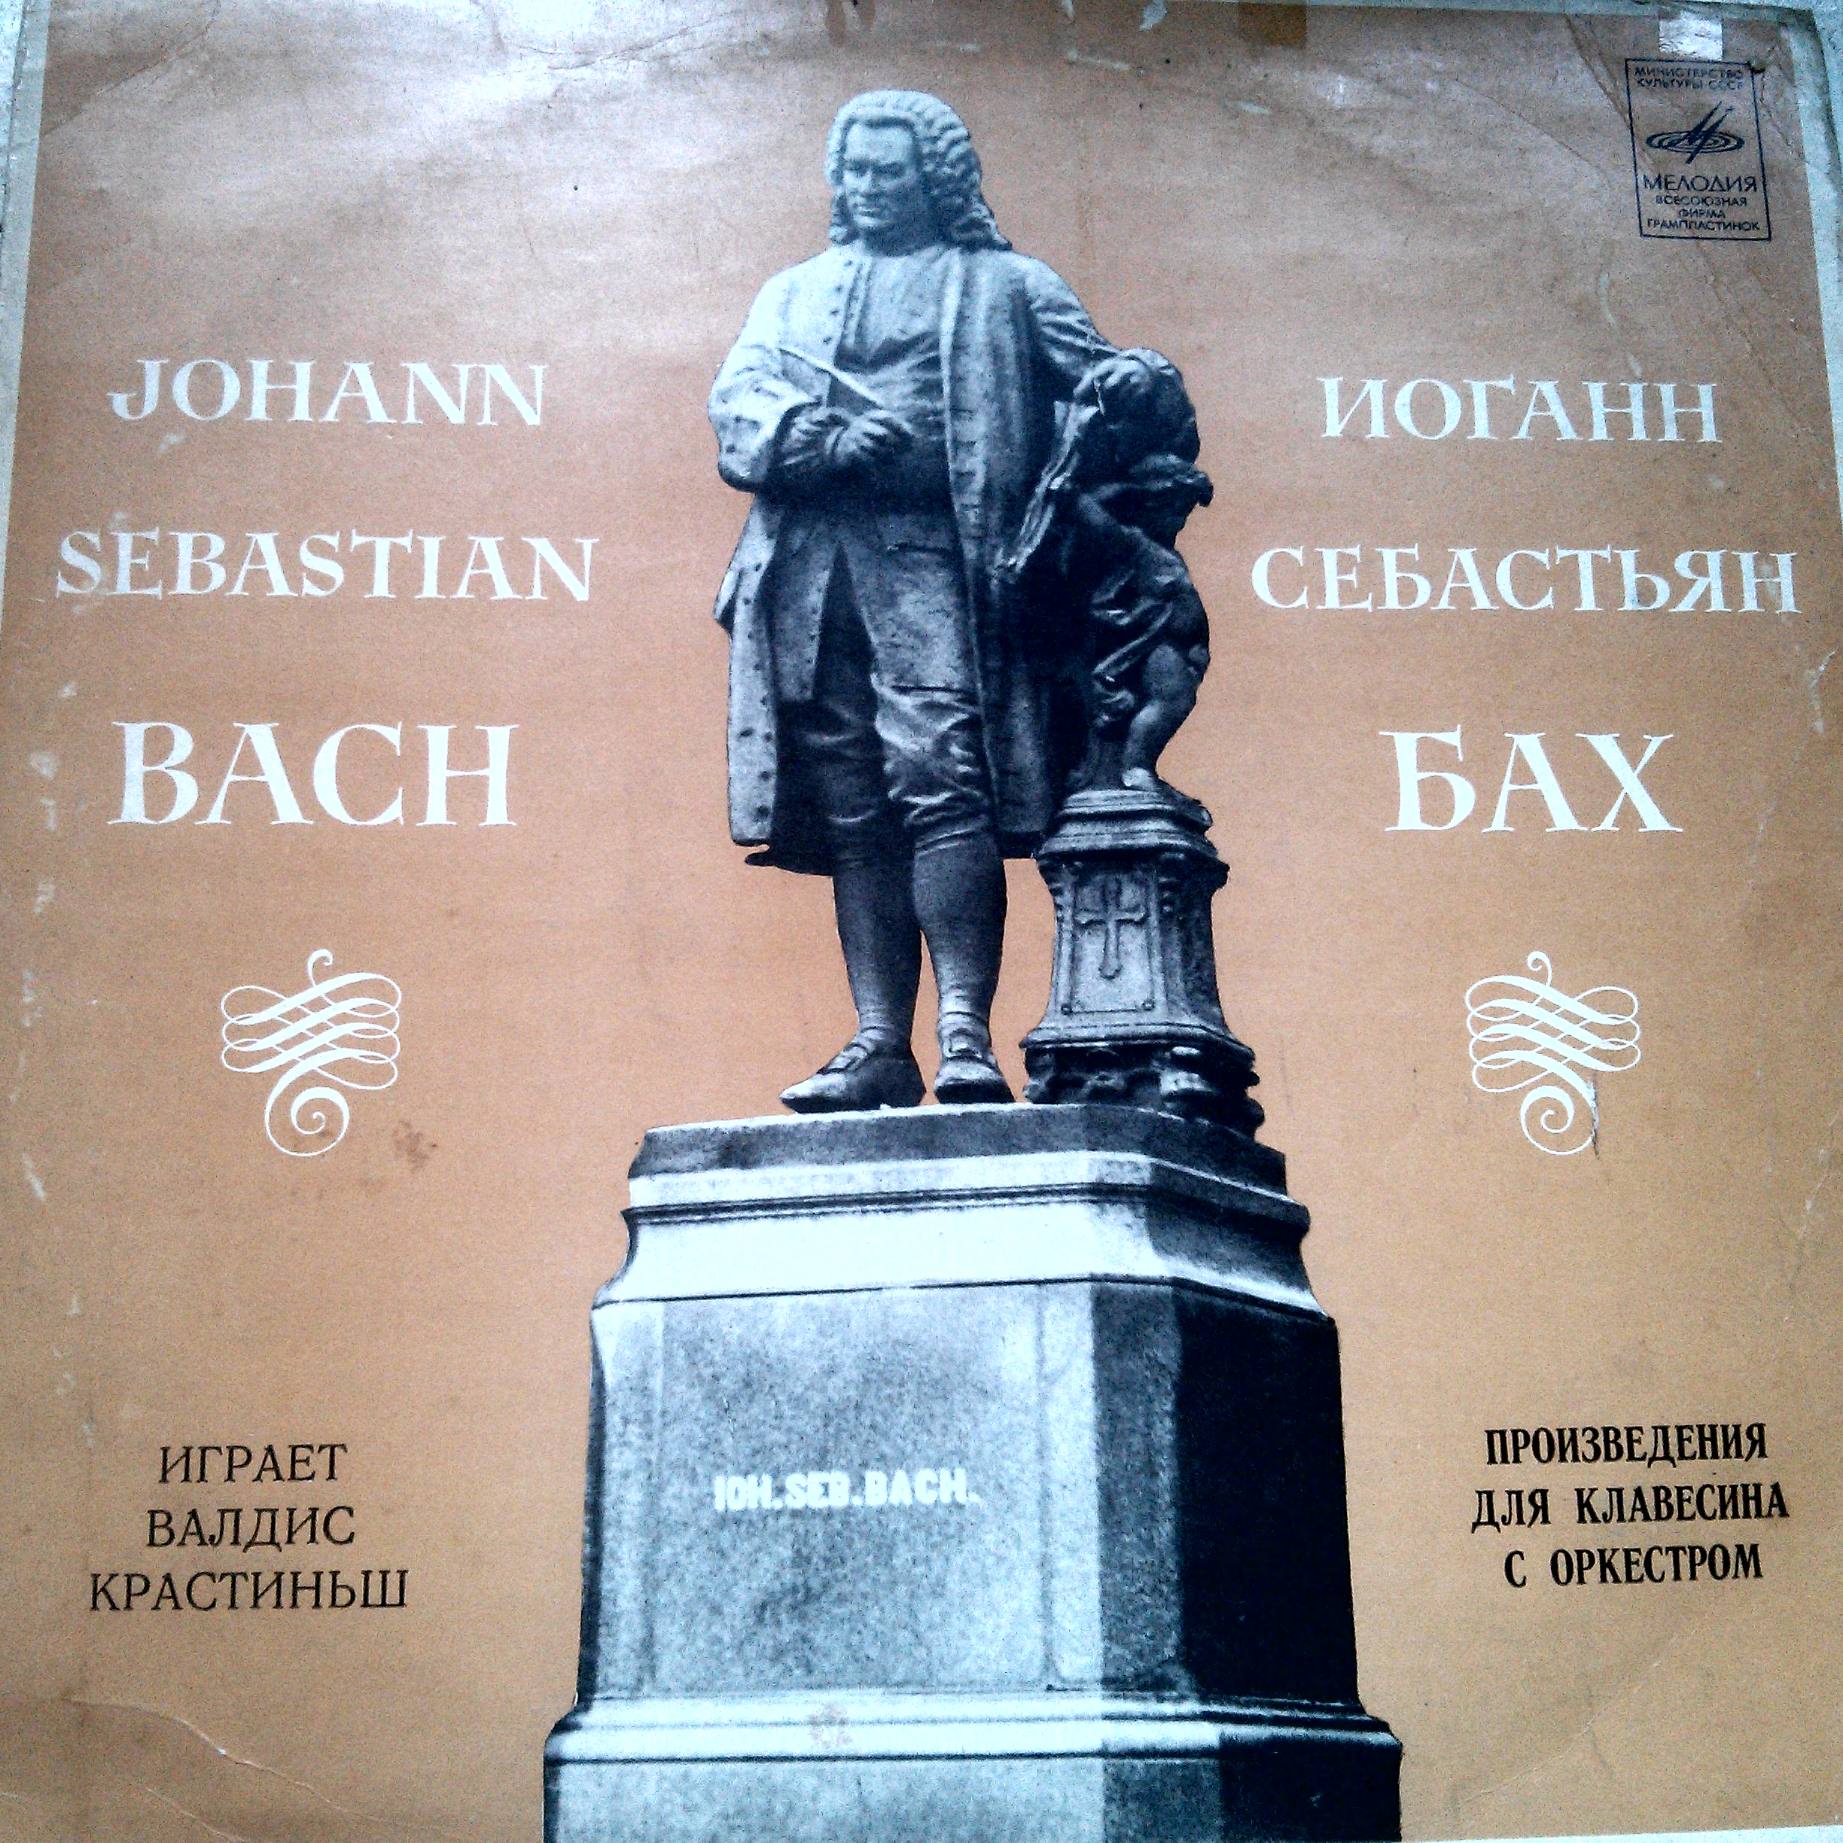 МИНИСТЕРСТВО
КУЛЬТУРЫ СССР
МЕЛОДИЯ
ВСЕСОЮЗНАЯ
ФИРМА
ГРАМПЛАСТИНОК
JOHANN
SEBASTIAN
BACH
ИОГАНН
СЕБАСТЬЯН
БАХ
ИГРАЕТ
ВАЛДИС
КРАСТИНЬШ
IOH.SEB.BACH.
ПРОИЗВЕДЕНИЯ
ДЛЯ КЛАВЕСИНА
С ОРКЕСТРОМ